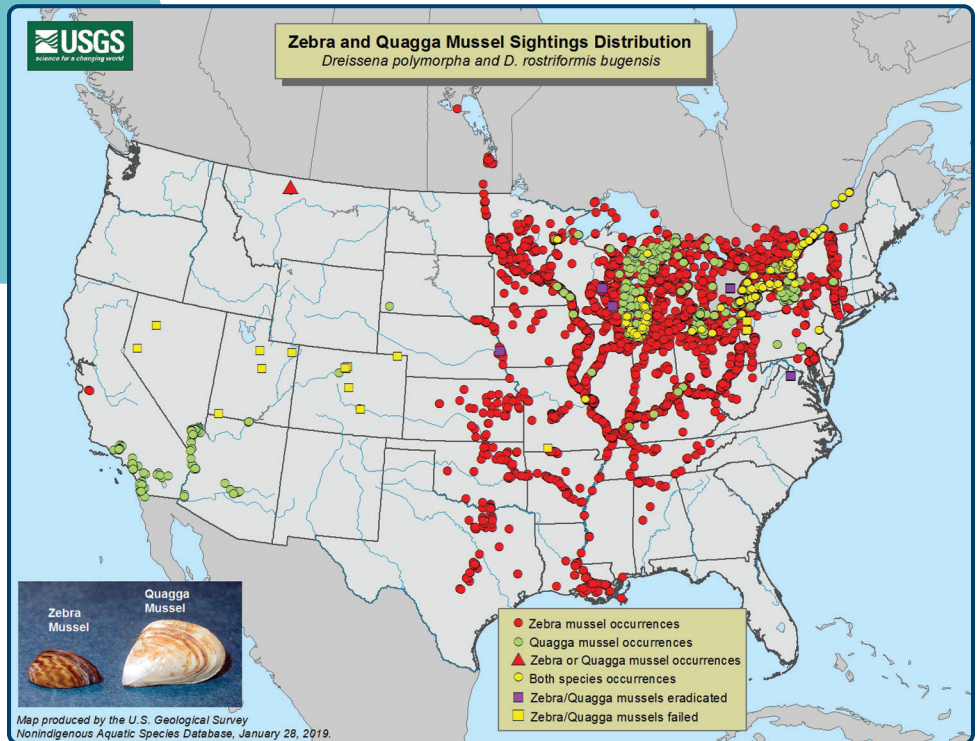 USGS
science for a changing world
Zebra and Quagga Mussel Sightings Distribution
Dreissena polymorpha and D. rostriformis bugensis
Zebra
Mussel
Quagga
Mussel
Zebra mussel occurrences
Quagga mussel occurrences
Zebra or Quagga mussel occurrences
Both species occurrences
Zebra/Quagga mussels eradicated
Zebra/Quagga mussels failed
Map produced by the U.S. Geological Survey
Nonindigenous Aquatic Species Database, January 28, 2019.